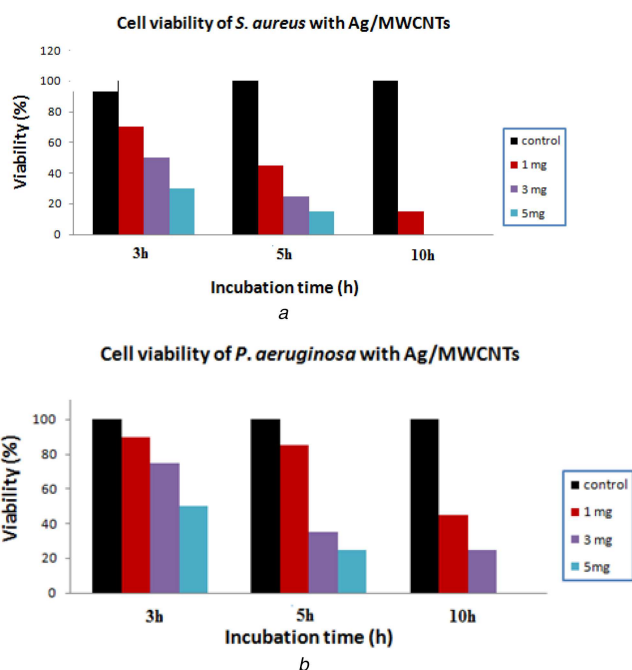 Cell viability of S. aureus with Ag/MWCNTs
120
100
80
60
40
20
0
Viability (%)
3h 5h 10h
Incubation time (h)
control
1 mg
3 mg
5mg
a
Cell viability of P. aeruginosa with Ag/MWCNTs
100
80
60
40
20
0
Viability (%)
3h 5h 10h
Incubation time (h)
control
1 mg
3 mg
5mg
b